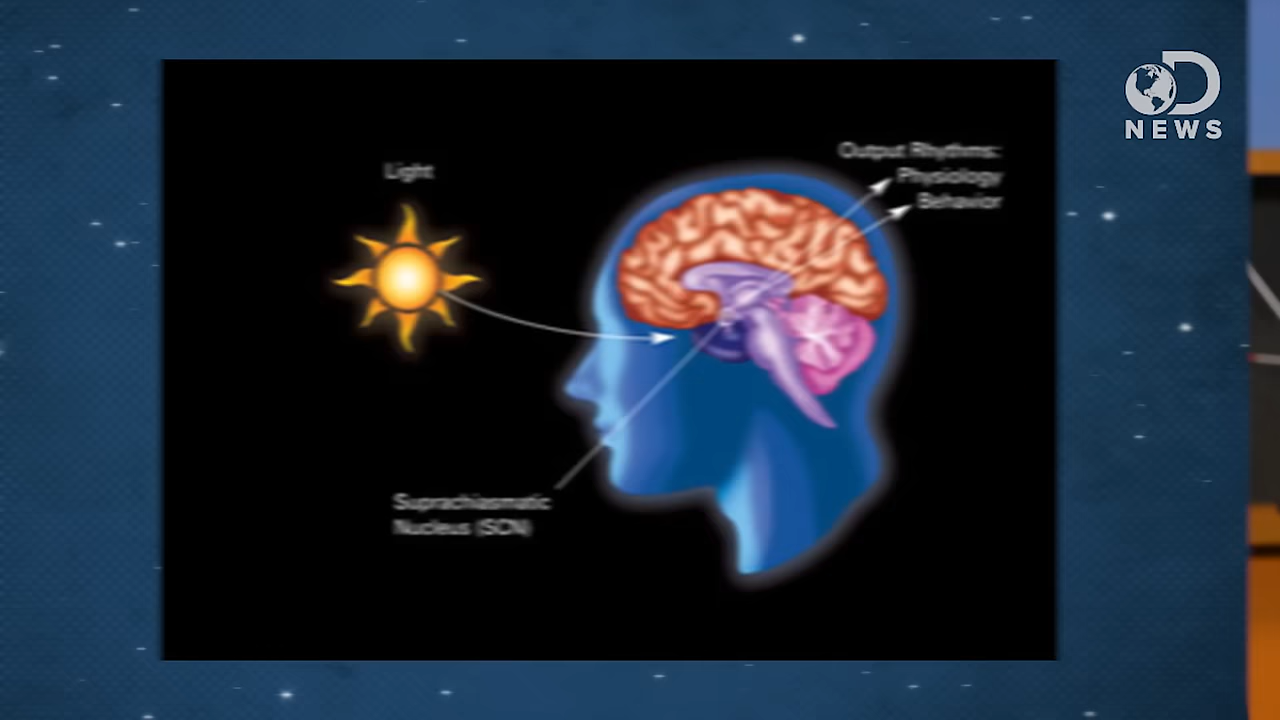 NEWS
Light
Output Rhythms:
Physiology
Behavior
Suprachiasmatic
Nucleus (SCN)